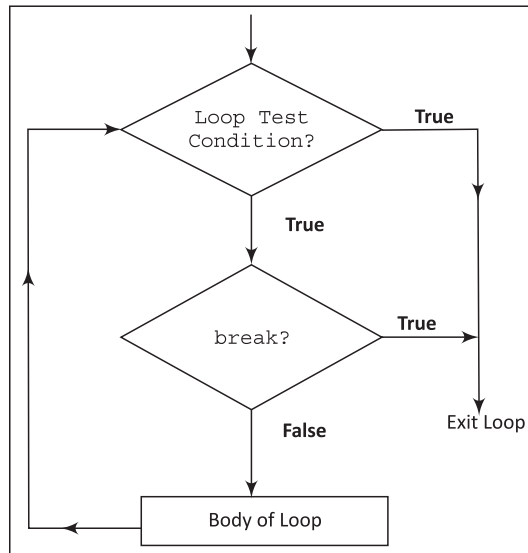 Loop Test
Condition?
True
True
break?
True
False
Exit Loop
Body of Loop